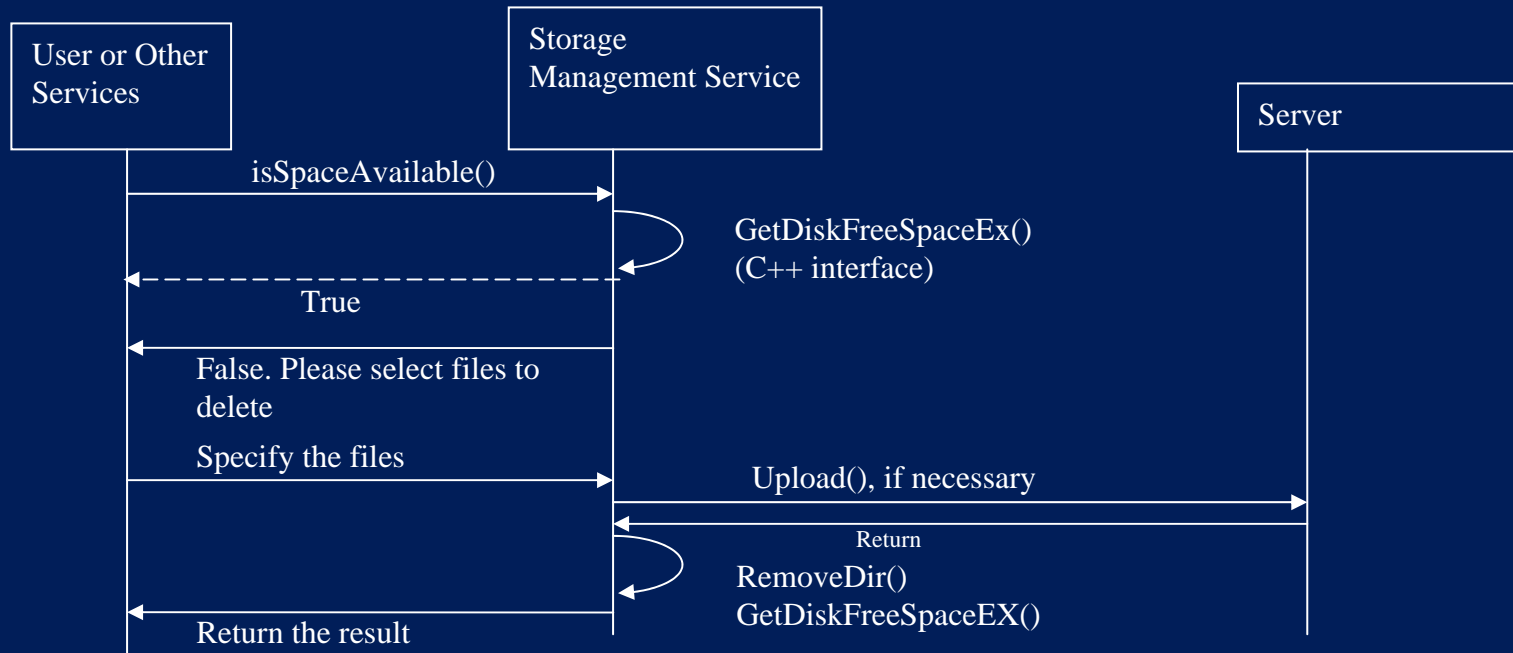 User or Other
Services
Storage
Management Service
Server
isSpaceAvailable()
GetDiskFreeSpaceEx()
(C++ interface)
True
False. Please select files to
delete
Specify the files
Upload(), if necessary
Return
RemoveDir()
GetDiskFreeSpaceEX()
Return the result